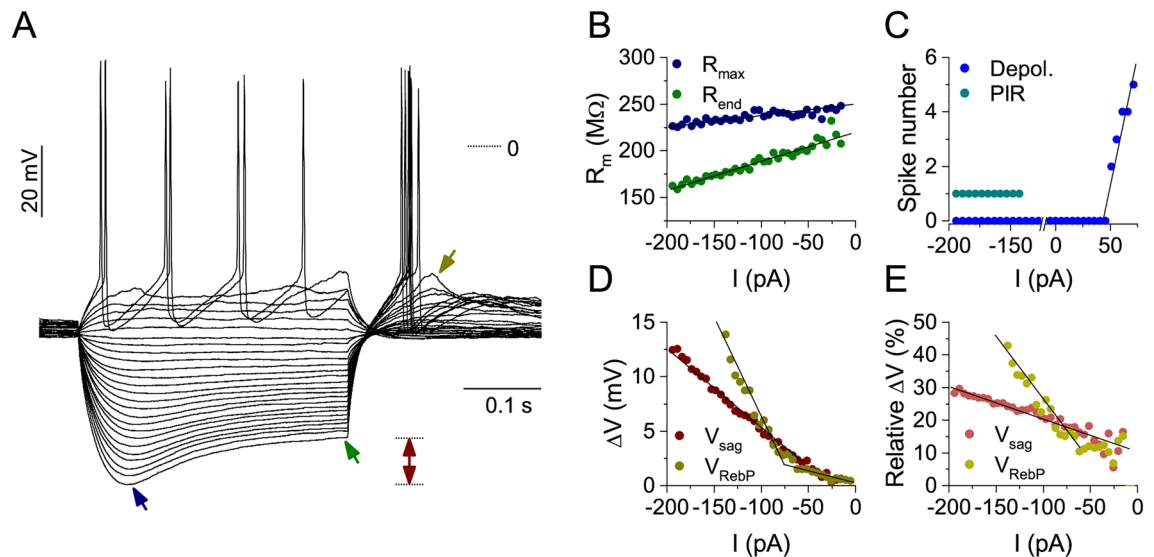 A
20 mV
0
0.1 s
B
300
250
200
150
Rm (MΩ)
Rmax
Rend
-200 -150 -100 -50 0
I (pA)
C
6
4
2
0
Spike number
Depol.
PIR
-200 -150 0 50
I (pA)
D
15
10
5
0
ΔV (mV)
Vsag
VRebP
-200 -150 -100 -50 0
I (pA)
E
50
40
30
20
10
0
Relative ΔV (%)
Vsag
VRebP
-200 -150 -100 -50 0
I (pA)